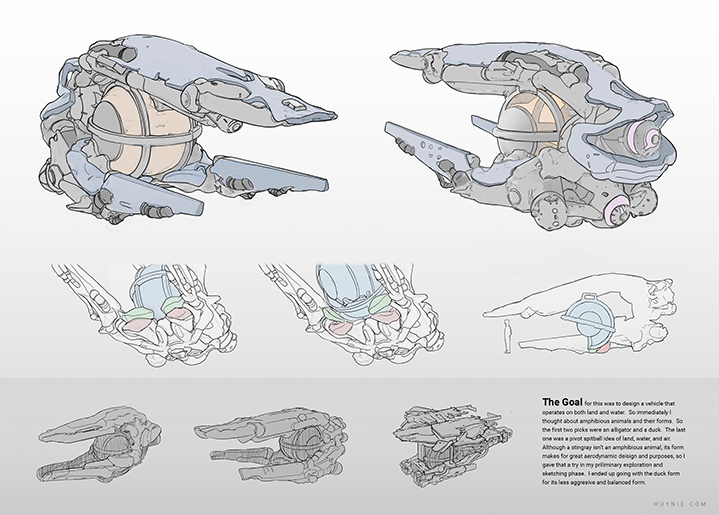 The Goal for this was to design a vehicle that
operates on both land and water. So immediately I
thought about amphibious animals and their forms. So
the first two picks were an alligator and a duck. The last
one was a pivot spitball idea of land, water, and air.
Although a stingray isn't an amphibious animal, its form
makes for great aerodynamic deisign and purposes, so I
gave that a try in my priliminary exploration and
sketching phase. I ended up going with the duck form
for its less aggresive and balanced form.
HUYNIE.COM